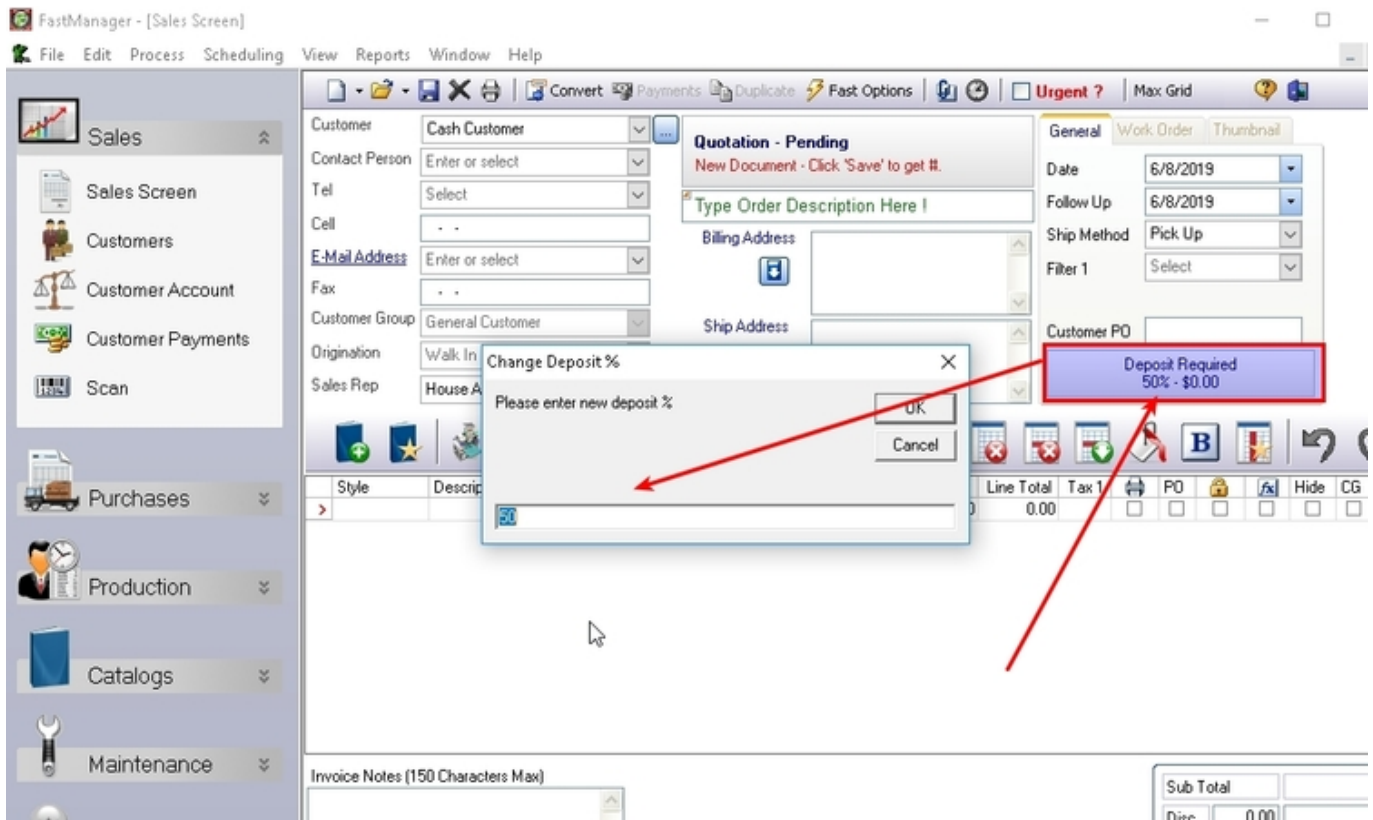 FastManager - [Sales Screen]
File Edit Process Scheduling View Reports Window Help
Convert Payments Duplicate Fast Options Urgent ? Max Grid
Sales
Sales Screen
Customers
Customer Account
Customer Payments
Scan
Purchases
Production
Catalogs
Maintenance
Customer Cash Customer
Contact Person Enter or select
Tel Select
Cell - -
E-Mail Address Enter or select
Fax - -
Customer Group General Customer
Origination Walk In
Sales Rep House A
Quotation - Pending
New Document - Click 'Save' to get #.
Type Order Description Here !
Billing Address
Ship Address
General Work Order Thumbnail
Date 6/8/2019
Follow Up 6/8/2019
Ship Method Pick Up
Filter 1 Select
Customer PO
Deposit Required
50% - $0.00
Change Deposit %
Please enter new deposit %
OK
Cancel
50
B
Style Descrip Line Total Tax 1 PO fx Hide CG
0.00
Invoice Notes (150 Characters Max)
Sub Total
Disc 0.00